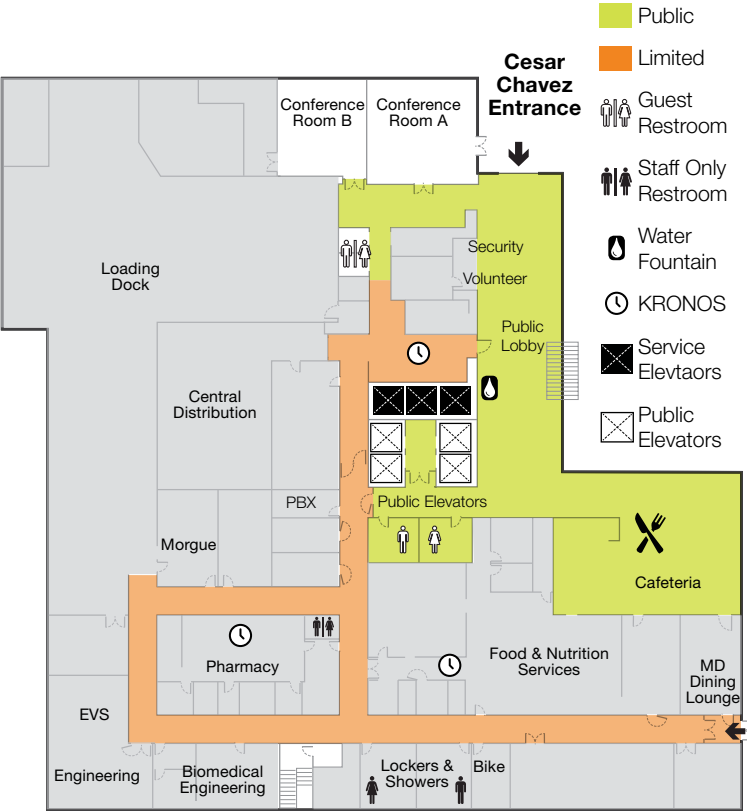 Public
Limited
Guest
Restroom
Staff Only
Restroom
Water
Fountain
KRONOS
Service
Elevtaors
Public
Elevators
Cesar
Chavez
Entrance
Conference
Room B
Conference
Room A
Security
Volunteer
Loading
Dock
Public
Lobby
Central
Distribution
PBX
Public Elevators
Morgue
Cafeteria
Pharmacy
Food & Nutrition
Services
MD
Dining
Lounge
EVS
Engineering
Biomedical
Engineering
Lockers &
Showers
Bike